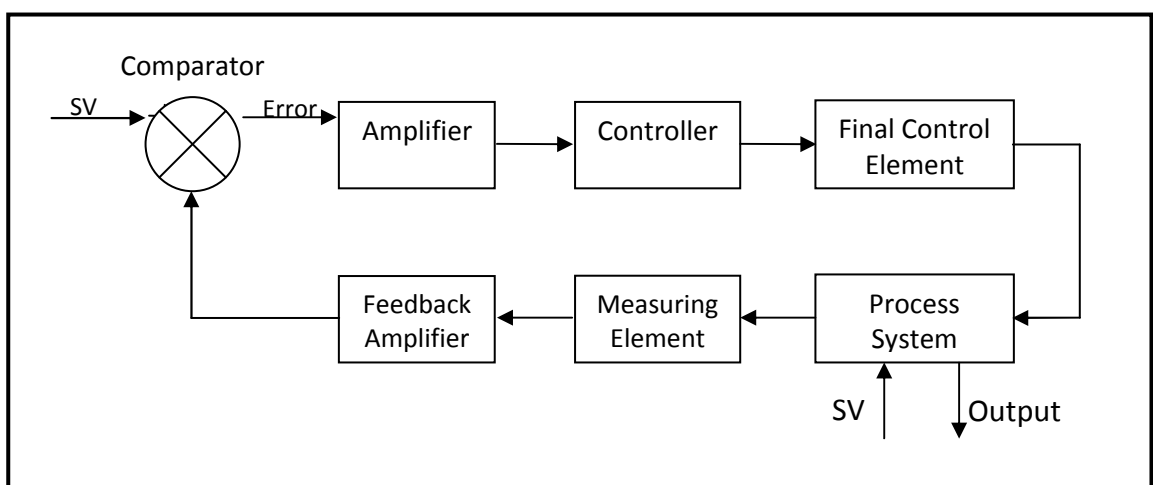 Comparator
SV
Error
Amplifier
Controller
Final Control
Element
Feedback
Amplifier
Measuring
Element
Process
System
SV
Output